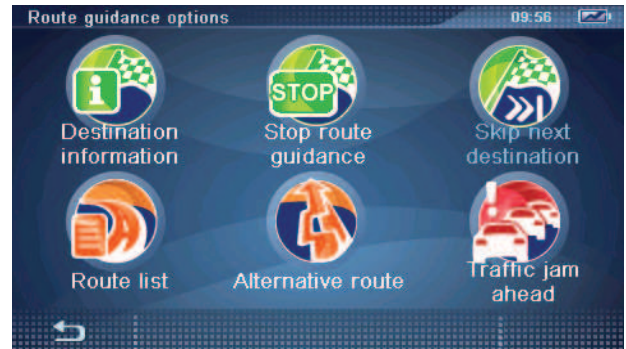 Route guidance options
09:56
STOP
Destination
information
Stop route
guidance
Skip next
destination
Route list
Alternative route
Traffic jam
ahead